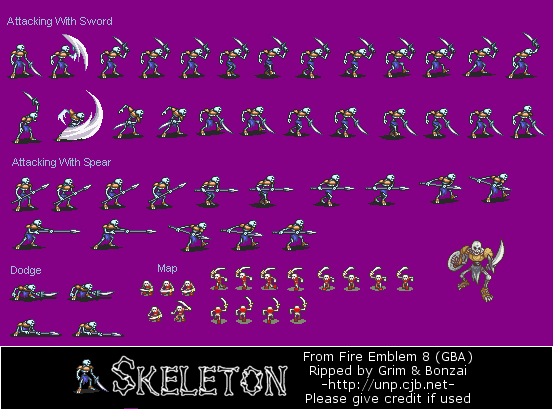 Attacking With Sword
Attacking With Spear
Dodge
Map
SKELETON
From Fire Emblem 8 (GBA)
Ripped by Grim & Bonzai
-http://unp.cjb.net-
Please give credit if used